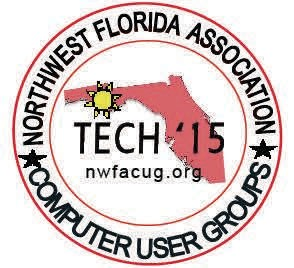 NORTHWEST FLORIDA ASSOCIATION
TECH '15
nwfacug.org
COMPUTER USER GROUPS